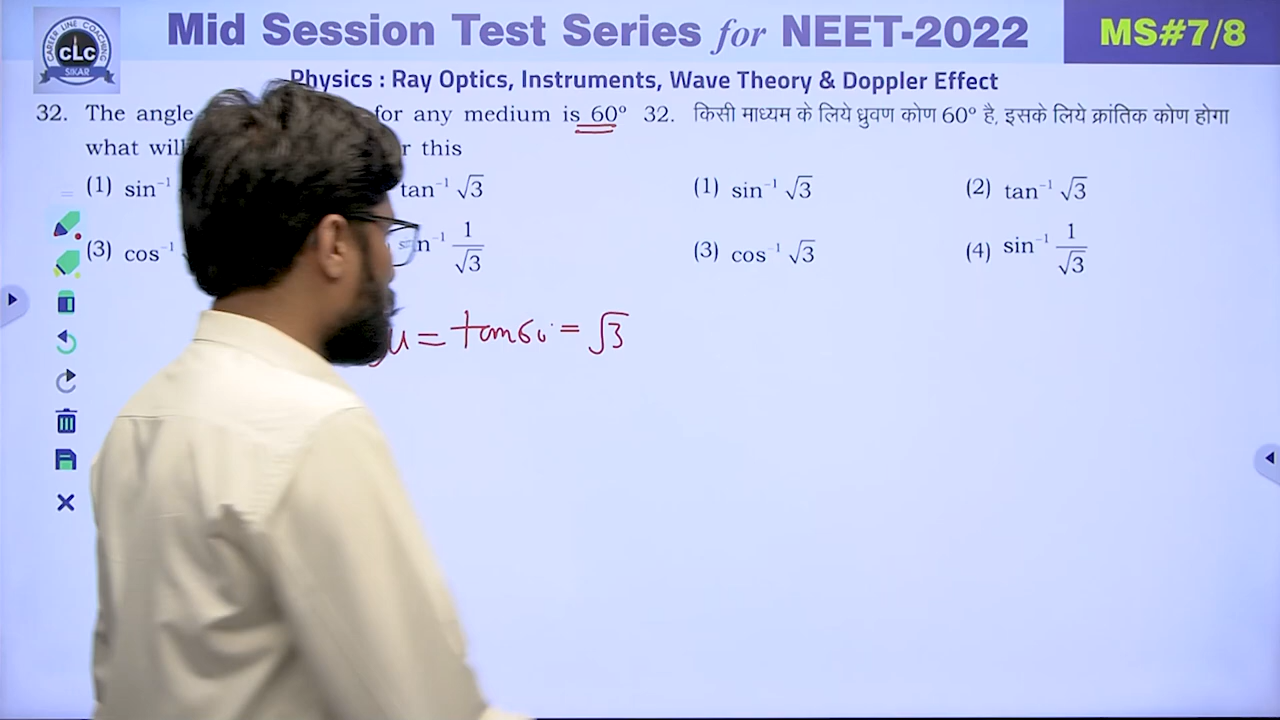 Mid Session Test Series for NEET-2022
MS#7/8
CAREER LINE COACHING
CLC
SIKAR
Physics : Ray Optics, Instruments, Wave Theory & Doppler Effect
32. The angle for any medium is 60°
what will this
(1) sin⁻¹
tan⁻¹ √3
(3) cos⁻¹
1/√3
32. किसी माध्यम के लिये ध्रुवण कोण 60° है, इसके लिये क्रांतिक कोण होगा
(1) sin⁻¹ √3
(2) tan⁻¹ √3
(3) cos⁻¹ √3
(4) sin⁻¹ 1/√3
μ = tan60° = √3